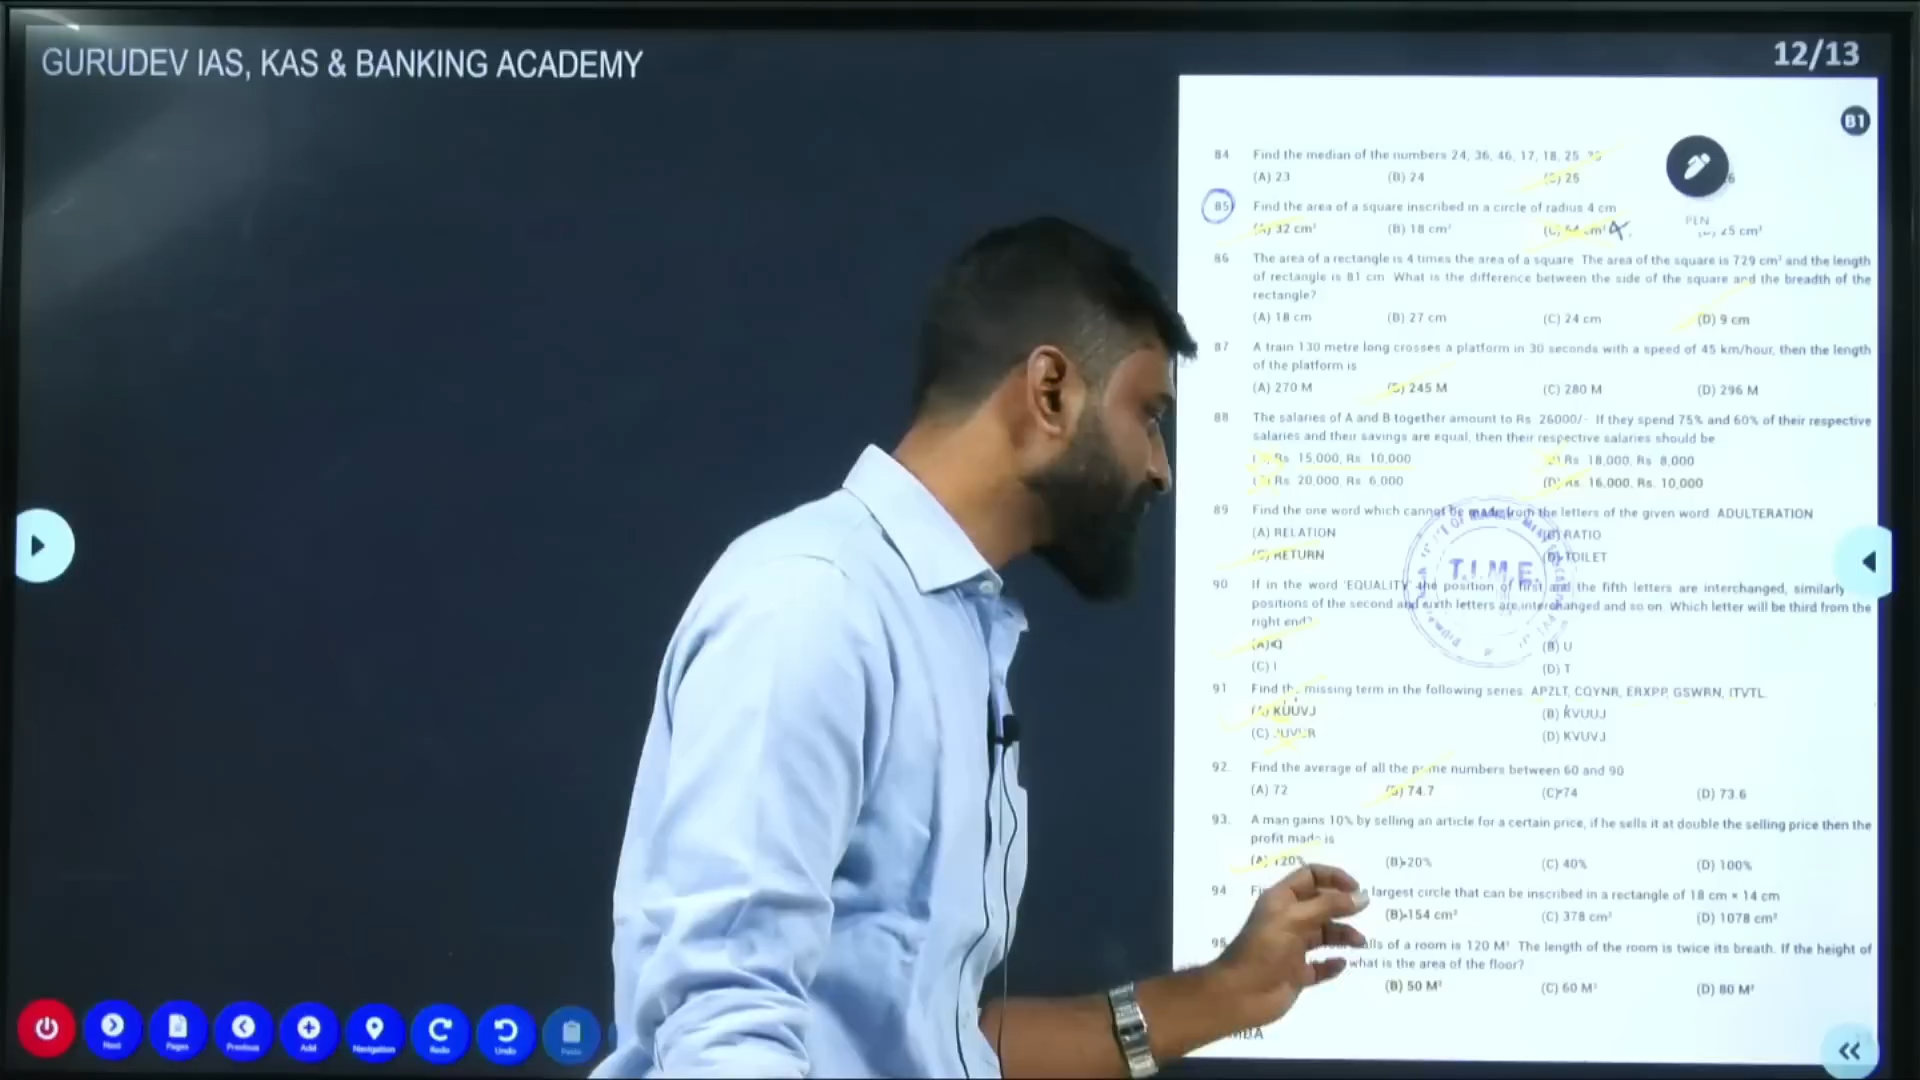 GURUDEV IAS, KAS & BANKING ACADEMY
12/13
B1
84 Find the median of the numbers 24, 36, 46, 17, 18, 25
(A) 23 (B) 24 (C) 25
PEN
85 Find the area of a square inscribed in a circle of radius 4 cm
(A) 32 cm² (B) 18 cm² (C) 64 cm² 25 cm²
86 The area of a rectangle is 4 times the area of a square. The area of the square is 729 cm² and the length
of rectangle is 81 cm. What is the difference between the side of the square and the breadth of the
rectangle?
(A) 18 cm (B) 27 cm (C) 24 cm (D) 9 cm
87 A train 130 metre long crosses a platform in 30 seconds with a speed of 45 km/hour, then the length
of the platform is
(A) 270 M (B) 245 M (C) 280 M (D) 296 M
88 The salaries of A and B together amount to Rs. 26000/- If they spend 75% and 60% of their respective
salaries and their savings are equal, then their respective salaries should be
Rs. 15,000, Rs. 10,000 Rs. 18,000, Rs. 8,000
Rs. 20,000, Rs. 6,000 (D) Rs. 16,000, Rs. 10,000
89 Find the one word which cannot be made from the letters of the given word ADULTERATION
(A) RELATION (B) RATIO
(C) RETURN (D) TOILET
T.I.M.E.
90 If in the word 'EQUALITY' the position of first and the fifth letters are interchanged, similarly
positions of the second and sixth letters are interchanged and so on. Which letter will be third from the
right end?
(A) Q (B) U
(C) I (D) T
91 Find the missing term in the following series. APZLT, CQYNR, ERXPP, GSWRN, ITVTL.
(A) KUUVJ (B) KVUUJ
(C) (D) KVUVJ
92. Find the average of all the prime numbers between 60 and 90
(A) 72 (B) 74.7 (C) 74 (D) 73.6
93. A man gains 10% by selling an article for a certain price, if he sells it at double the selling price then the
profit made is
(A) 120% (B) 20% (C) 40% (D) 100%
94 largest circle that can be inscribed in a rectangle of 18 cm × 14 cm
(B) 154 cm² (C) 378 cm² (D) 1078 cm²
95 of a room is 120 M² The length of the room is twice its breath. If the height of
what is the area of the floor?
(B) 50 M² (C) 60 M² (D) 80 M²
Next Pages Previous Add Navigation Redo Undo Paste